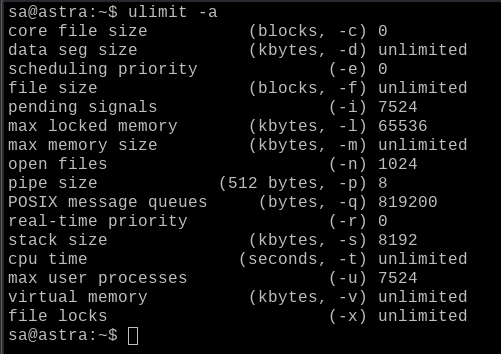 sa@astra:~$ ulimit -a
core file size          (blocks, -c) 0
data seg size           (kbytes, -d) unlimited
scheduling priority             (-e) 0
file size               (blocks, -f) unlimited
pending signals                 (-i) 7524
max locked memory       (kbytes, -l) 65536
max memory size         (kbytes, -m) unlimited
open files                      (-n) 1024
pipe size            (512 bytes, -p) 8
POSIX message queues     (bytes, -q) 819200
real-time priority              (-r) 0
stack size              (kbytes, -s) 8192
cpu time               (seconds, -t) unlimited
max user processes              (-u) 7524
virtual memory          (kbytes, -v) unlimited
file locks                      (-x) unlimited
sa@astra:~$